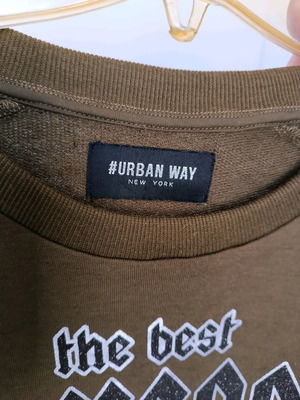 #URBAN WAY
NEW YORK
the best